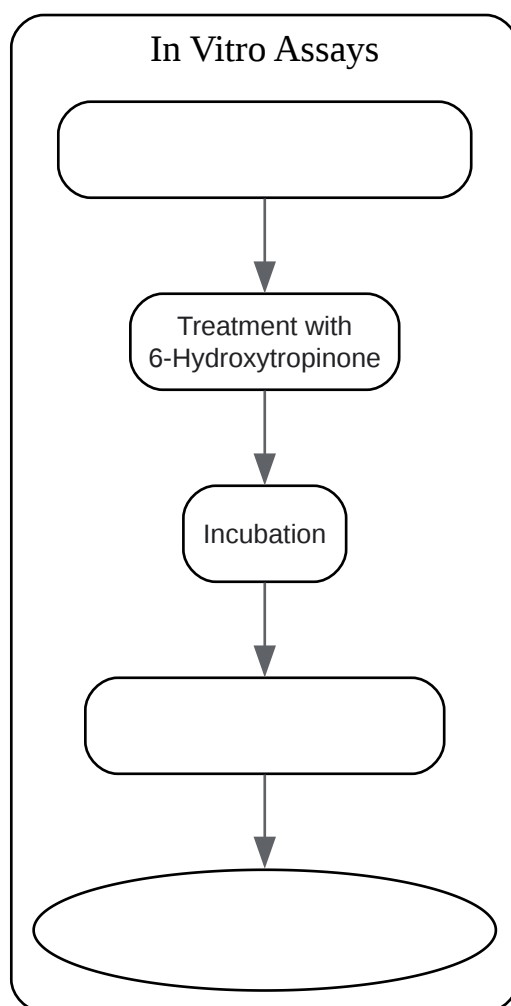 In Vitro Assays
Treatment with
6-Hydroxytropinone
Incubation